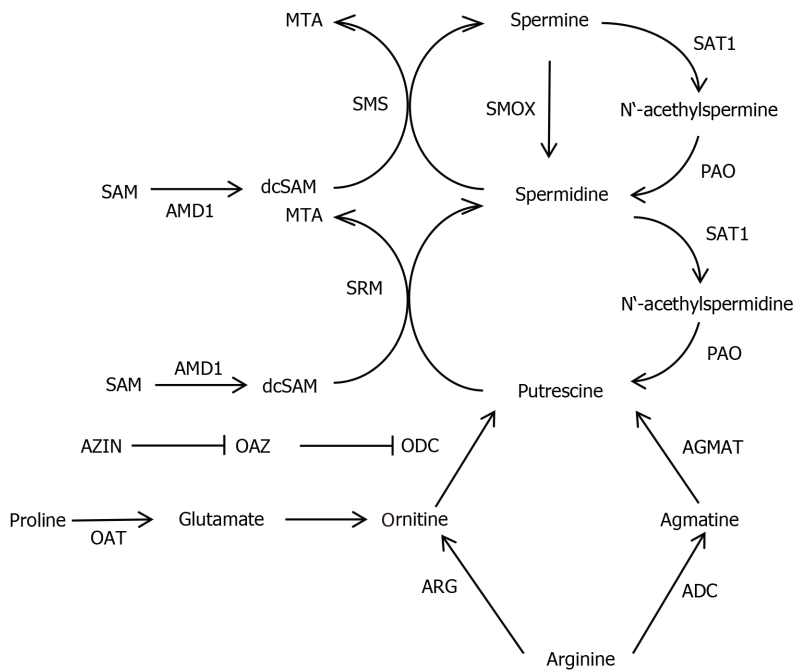 MTA
Spermine
SAT1
SMS
SMOX
N‘-acethylspermine
PAO
SAM
AMD1
dcSAM
Spermidine
MTA
SAT1
SRM
N‘-acethylspermidine
PAO
SAM
AMD1
dcSAM
Putrescine
AZIN
OAZ
ODC
AGMAT
Proline
OAT
Glutamate
Ornitine
Agmatine
ARG
ADC
Arginine